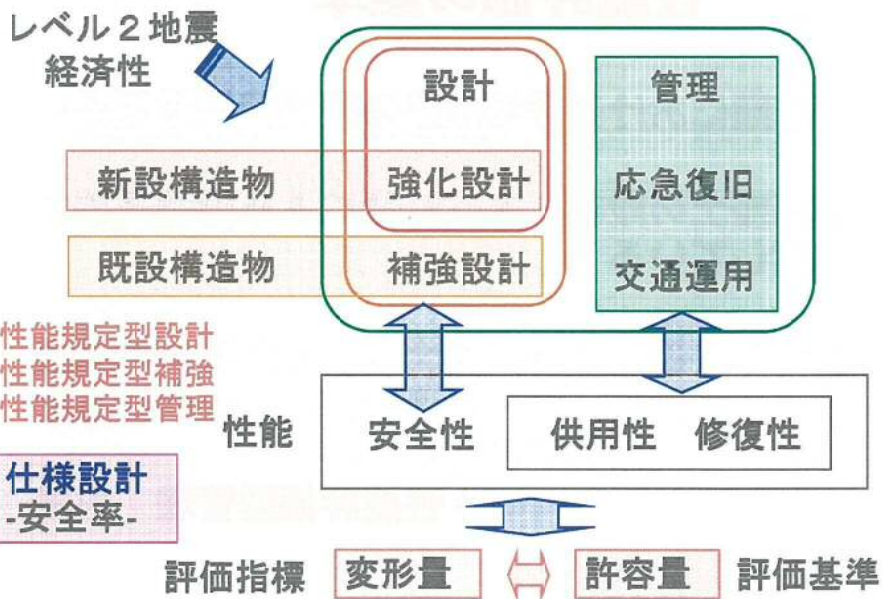 レベル2地震
経済性
設計 管理
新設構造物 強化設計 応急復旧
既設構造物 補強設計 交通運用
性能規定型設計
性能規定型補強
性能規定型管理
性能 安全性 供用性 修復性
仕様設計
-安全率-
評価指標 変形量 許容量 評価基準